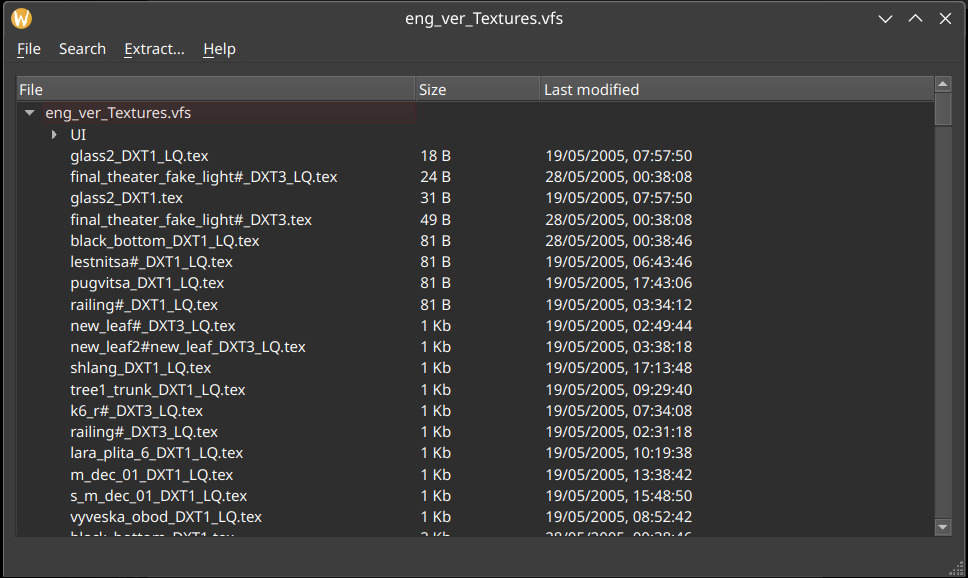 eng_ver_Textures.vfs
File Search Extract... Help
File Size Last modified
eng_ver_Textures.vfs
UI
glass2_DXT1_LQ.tex 18 B 19/05/2005, 07:57:50
final_theater_fake_light#_DXT3_LQ.tex 24 B 28/05/2005, 00:38:08
glass2_DXT1.tex 31 B 19/05/2005, 07:57:50
final_theater_fake_light#_DXT3.tex 49 B 28/05/2005, 00:38:08
black_bottom_DXT1_LQ.tex 81 B 28/05/2005, 00:38:46
lestnitsa#_DXT1_LQ.tex 81 B 19/05/2005, 06:43:46
pugvitsa_DXT1_LQ.tex 81 B 19/05/2005, 17:43:06
railing#_DXT1_LQ.tex 81 B 19/05/2005, 03:34:12
new_leaf#_DXT3_LQ.tex 1 Kb 19/05/2005, 02:49:44
new_leaf2#new_leaf_DXT3_LQ.tex 1 Kb 19/05/2005, 03:38:18
shlang_DXT1_LQ.tex 1 Kb 19/05/2005, 17:13:48
tree1_trunk_DXT1_LQ.tex 1 Kb 19/05/2005, 09:29:40
k6_r#_DXT3_LQ.tex 1 Kb 19/05/2005, 07:34:08
railing#_DXT3_LQ.tex 1 Kb 19/05/2005, 02:31:18
lara_plita_6_DXT1_LQ.tex 1 Kb 19/05/2005, 10:19:38
m_dec_01_DXT1_LQ.tex 1 Kb 19/05/2005, 13:38:42
s_m_dec_01_DXT1_LQ.tex 1 Kb 19/05/2005, 15:48:50
vyveska_obod_DXT1_LQ.tex 1 Kb 19/05/2005, 08:52:42